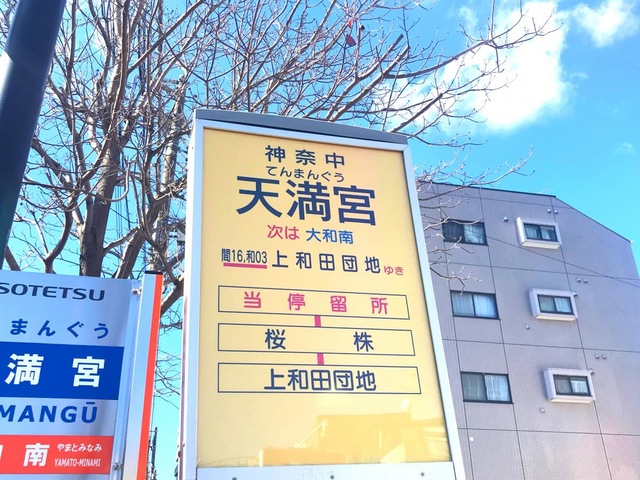 神奈中
てんまんぐう
天満宮
次は 大和南
間16,和03 上和田団地ゆき
当停留所
桜株
上和田団地
SOTETSU
まんぐう
満宮
MANGŪ
南 やまとみなみ
YAMATO-MINAMI